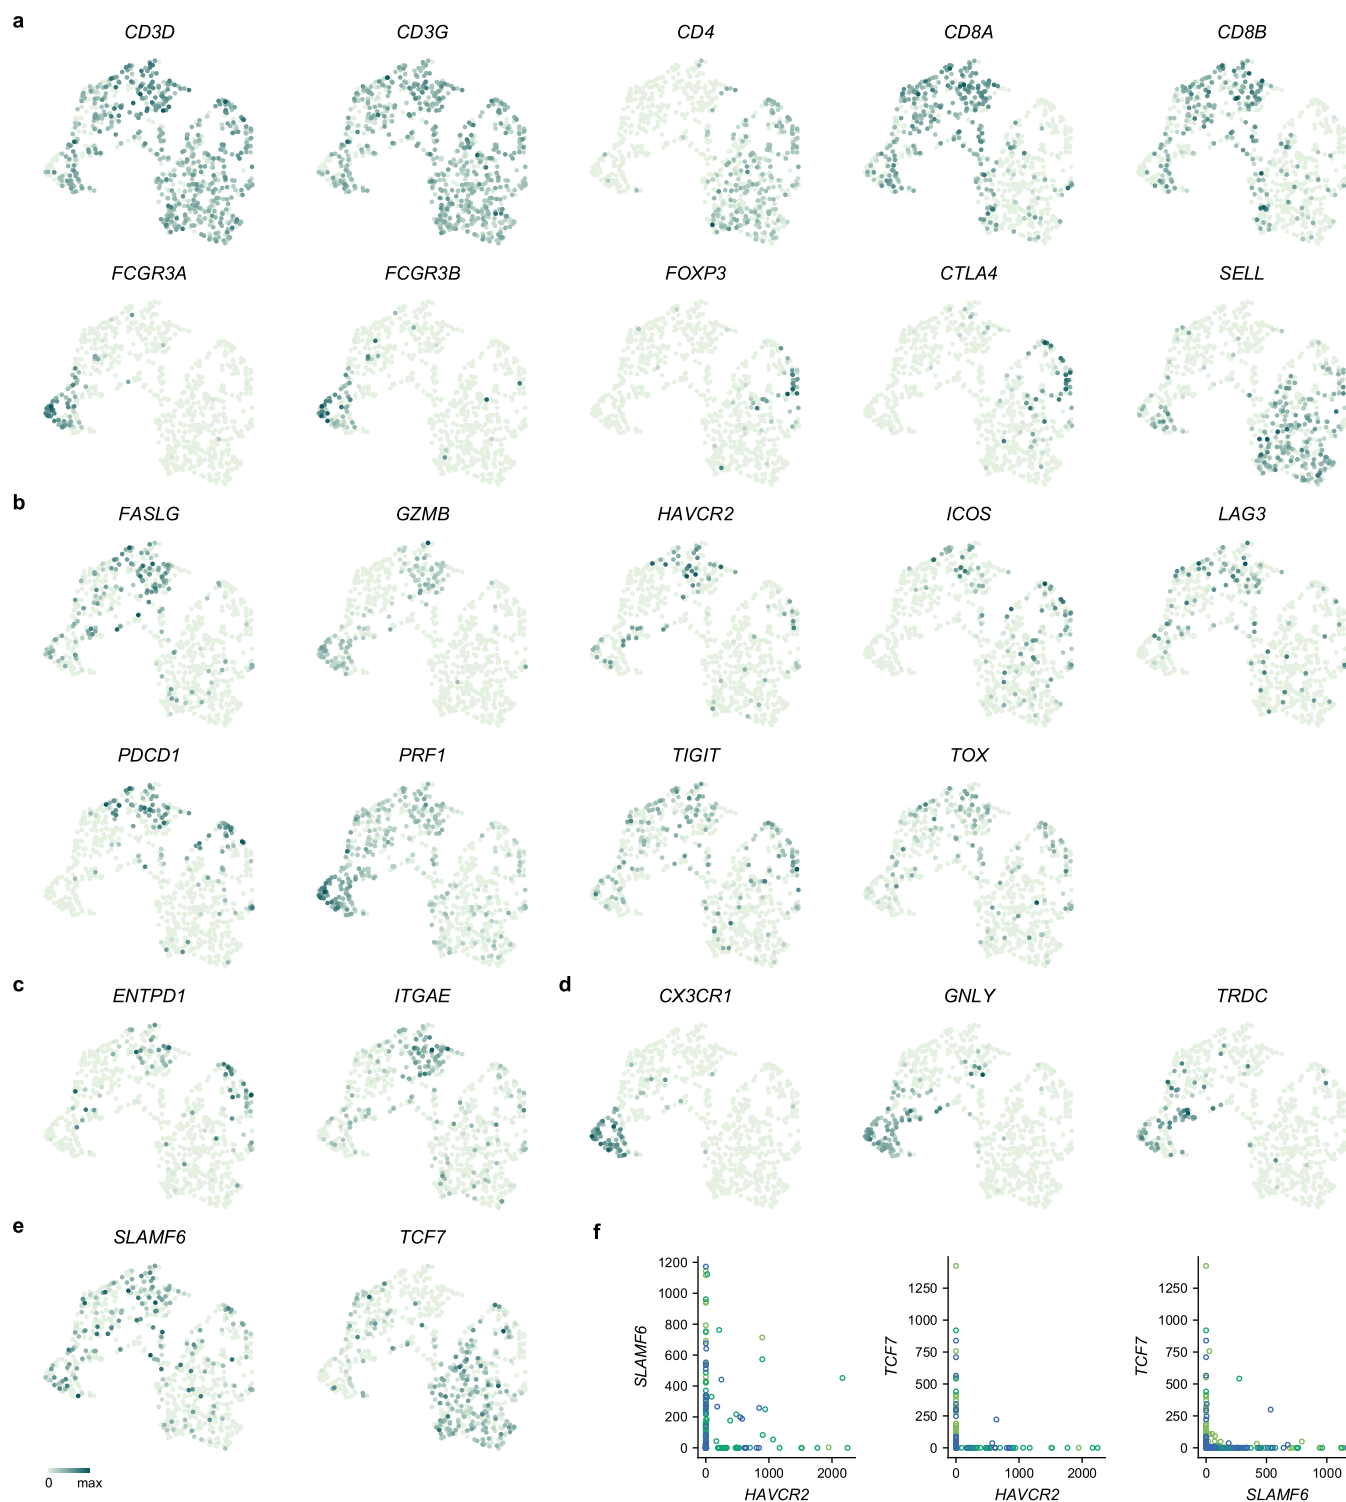 a
CD3D CD3G CD4 CD8A CD8B
FCGR3A FCGR3B FOXP3 CTLA4 SELL
b
FASLG GZMB HAVCR2 ICOS LAG3
PDCD1 PRF1 TIGIT TOX
c
ENTPD1 ITGAE
d
CX3CR1 GNLY TRDC
e
SLAMF6 TCF7
0 max
f
SLAMF6
1200
1000
800
600
400
200
0
0 1000 2000
HAVCR2
TCF7
1250
1000
750
500
250
0
0 1000 2000
HAVCR2
TCF7
1250
1000
750
500
250
0
0 500 1000
SLAMF6